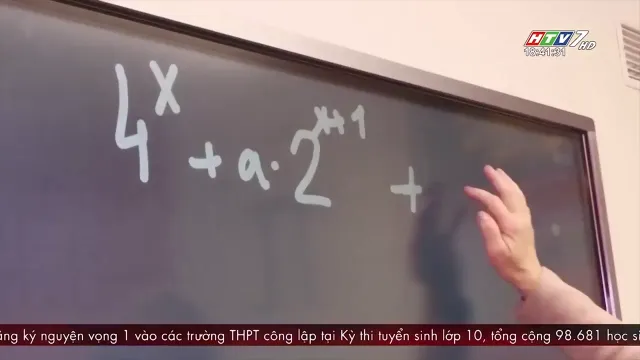 HTV7 HD
18:41:31
4^x + a · 2^{x+1} +
ăng ký nguyện vọng 1 vào các trường THPT công lập tại Kỳ thi tuyển sinh lớp 10, tổng cộng 98.681 học si